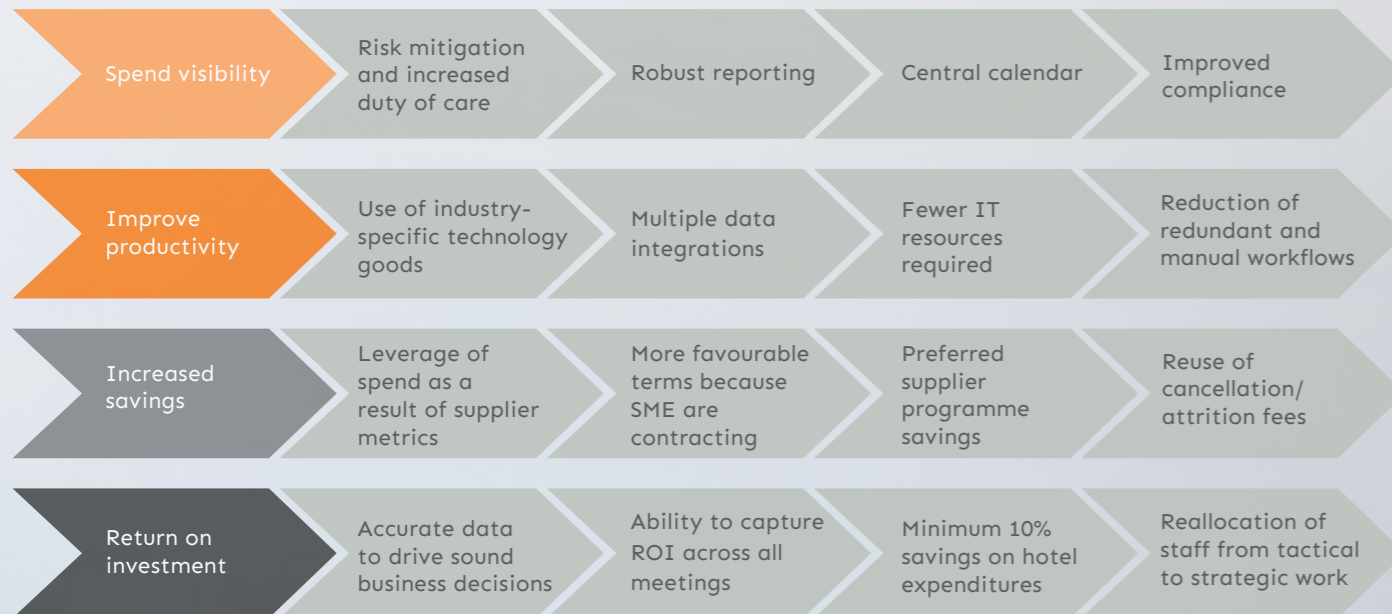 Spend visibility
Risk mitigation
and increased
duty of care
Robust reporting
Central calendar
Improved
compliance
Improve
productivity
Use of industry-
specific technology
goods
Multiple data
integrations
Fewer IT
resources
required
Reduction of
redundant and
manual workflows
Increased
savings
Leverage of
spend as a
result of supplier
metrics
More favourable
terms because
SME are
contracting
Preferred
supplier
programme
savings
Reuse of
cancellation/
attrition fees
Return on
investment
Accurate data
to drive sound
business decisions
Ability to capture
ROI across all
meetings
Minimum 10%
savings on hotel
expenditures
Reallocation of
staff from tactical
to strategic work